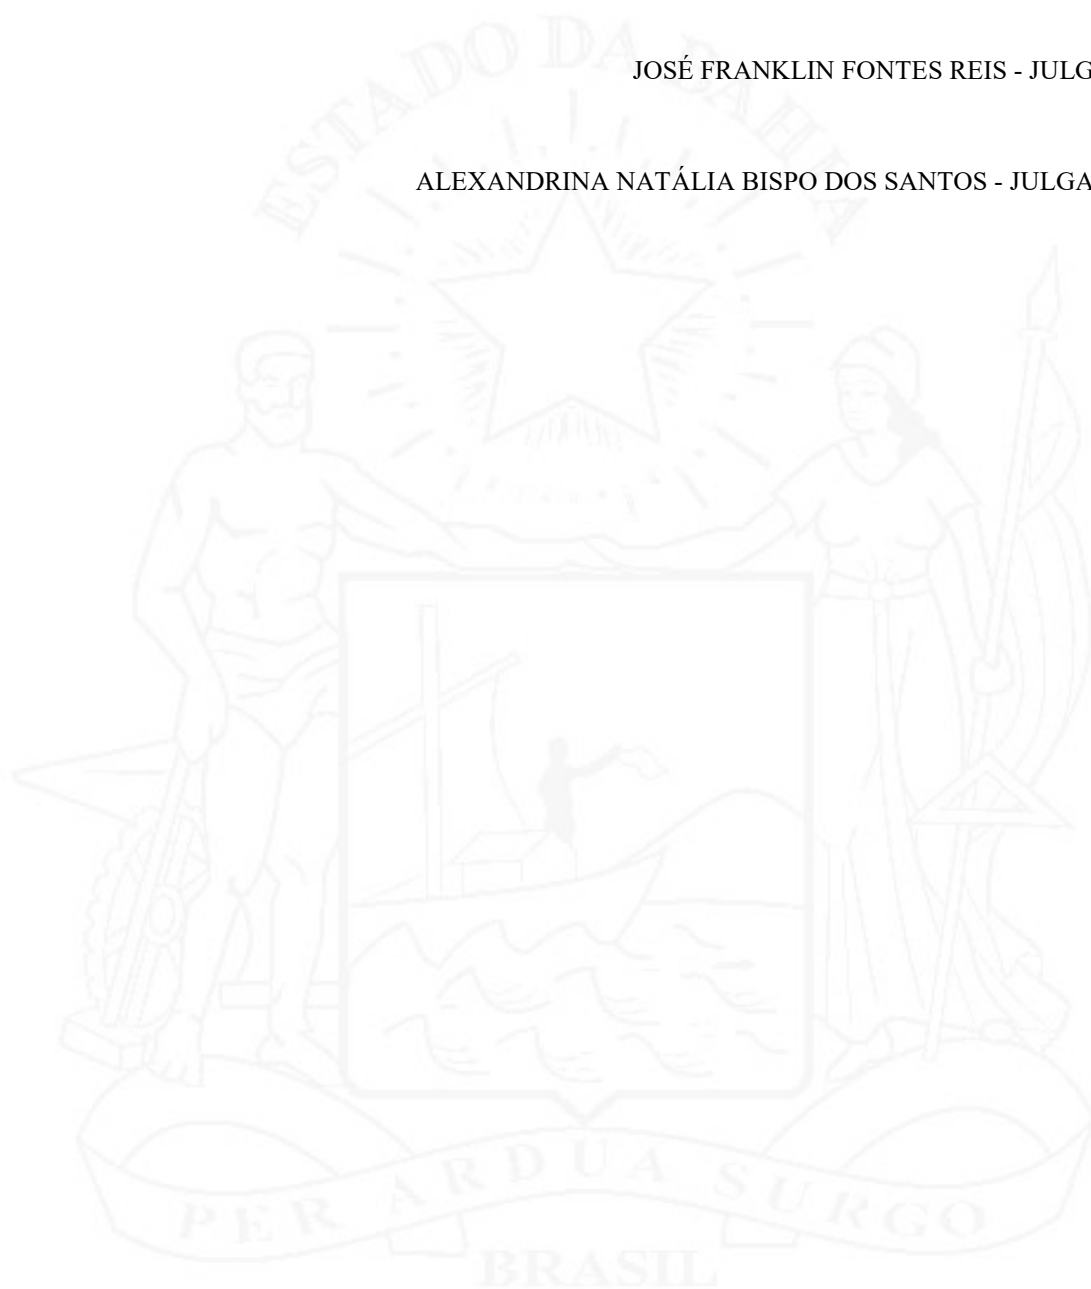 ESTADO DA BAHIA
JOSÉ FRANKLIN FONTES REIS - JULG
ALEXANDRINA NATÁLIA BISPO DOS SANTOS - JULGA
PER ARDUA SURGO
BRASIL